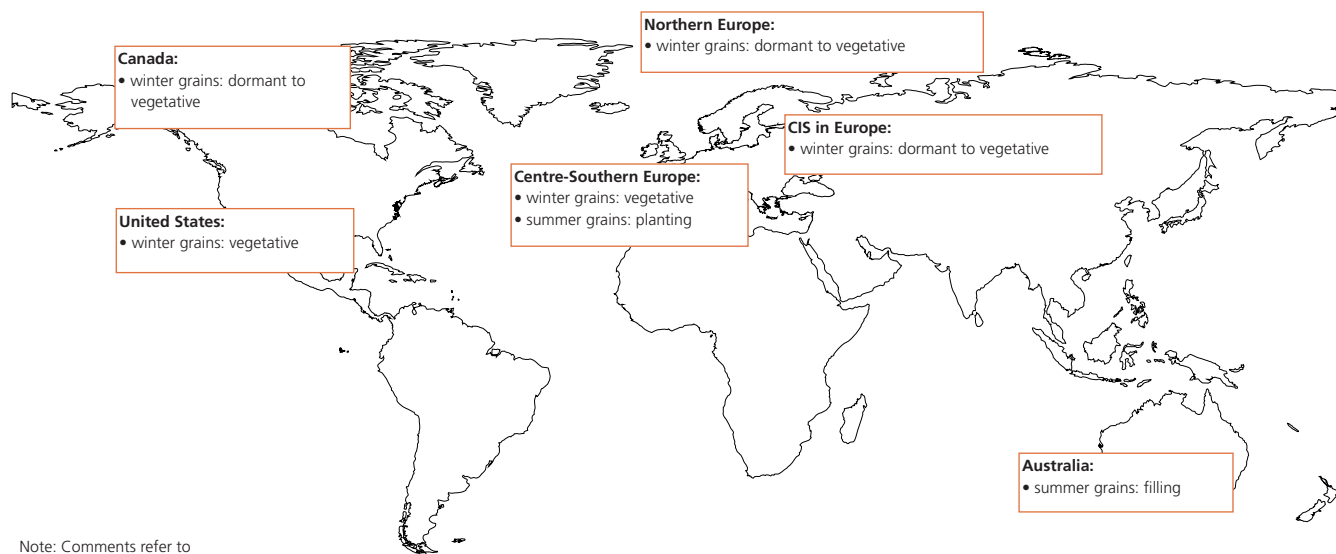 Northern Europe:
• winter grains: dormant to vegetative
Canada:
• winter grains: dormant to
vegetative
CIS in Europe:
• winter grains: dormant to vegetative
Centre-Southern Europe:
• winter grains: vegetative
• summer grains: planting
United States:
• winter grains: vegetative
Australia:
• summer grains: filling
Note: Comments refer to